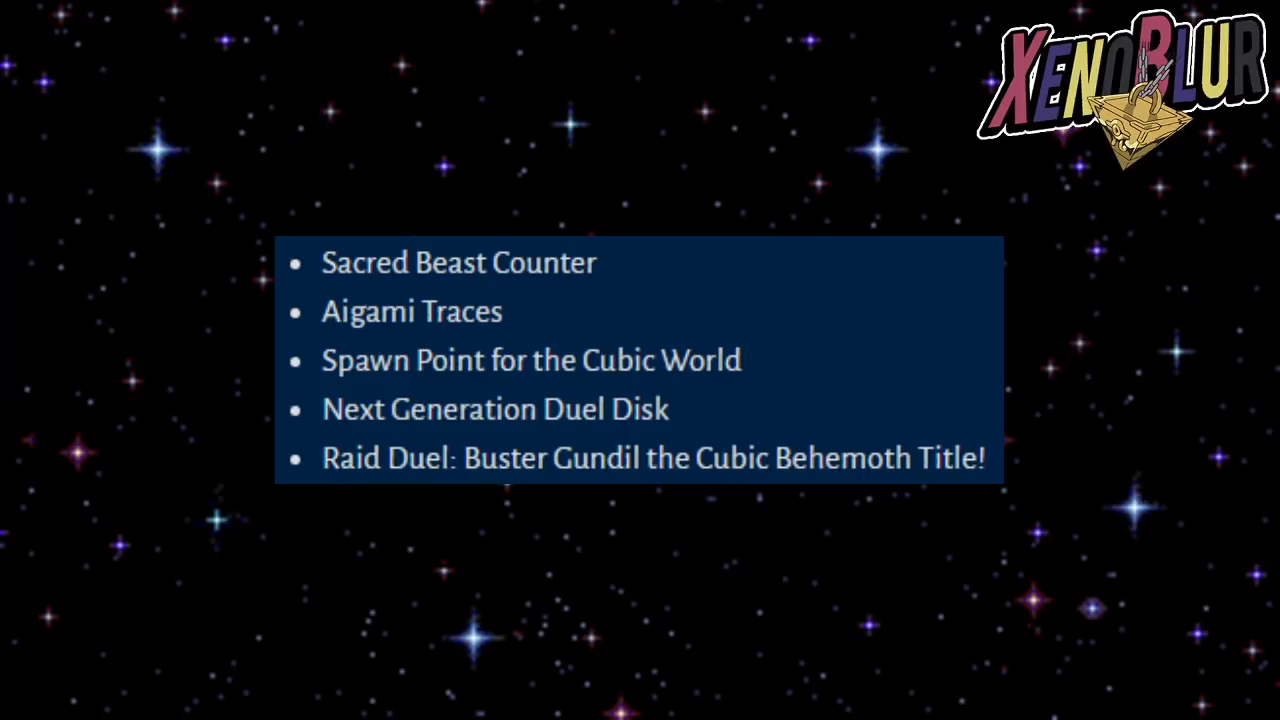 XENOBLUR
• Sacred Beast Counter
• Aigami Traces
• Spawn Point for the Cubic World
• Next Generation Duel Disk
• Raid Duel: Buster Gundil the Cubic Behemoth Title!